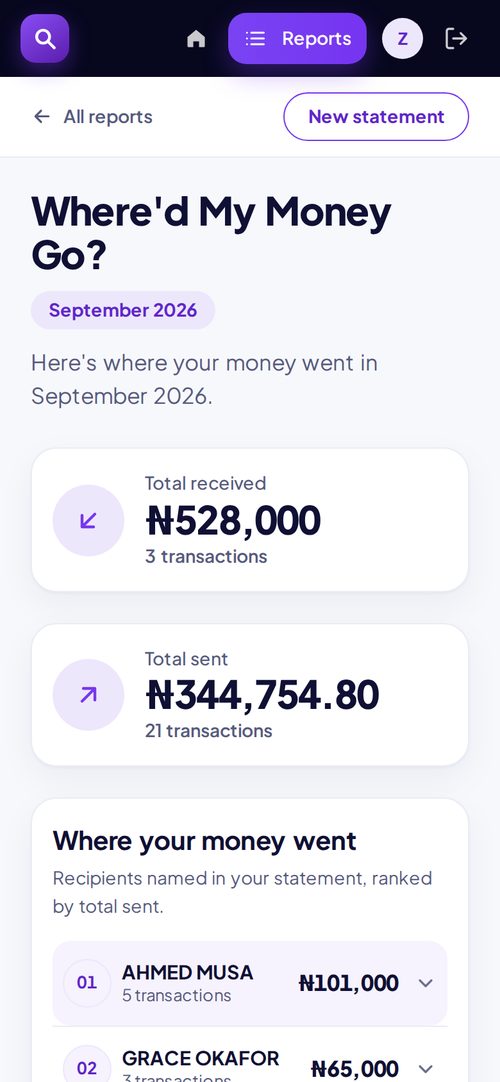 Reports
Z
All reports
New statement
Where'd My Money
Go?
September 2026
Here's where your money went in
September 2026.
Total received
₦528,000
3 transactions
Total sent
₦344,754.80
21 transactions
Where your money went
Recipients named in your statement, ranked
by total sent.
01
AHMED MUSA
₦101,000
5 transactions
02
GRACE OKAFOR
₦65,000
3 transactions